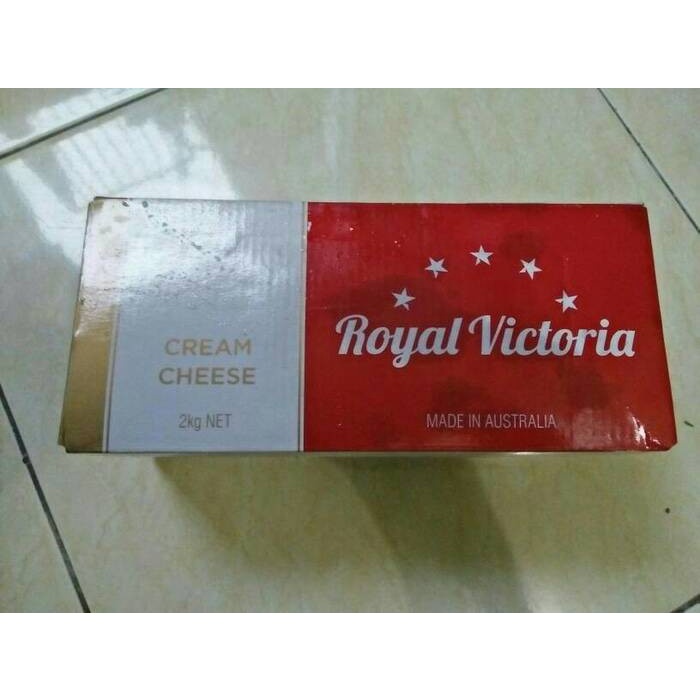 CREAM
CHEESE
2kg NET
Royal Victoria
MADE IN AUSTRALIA